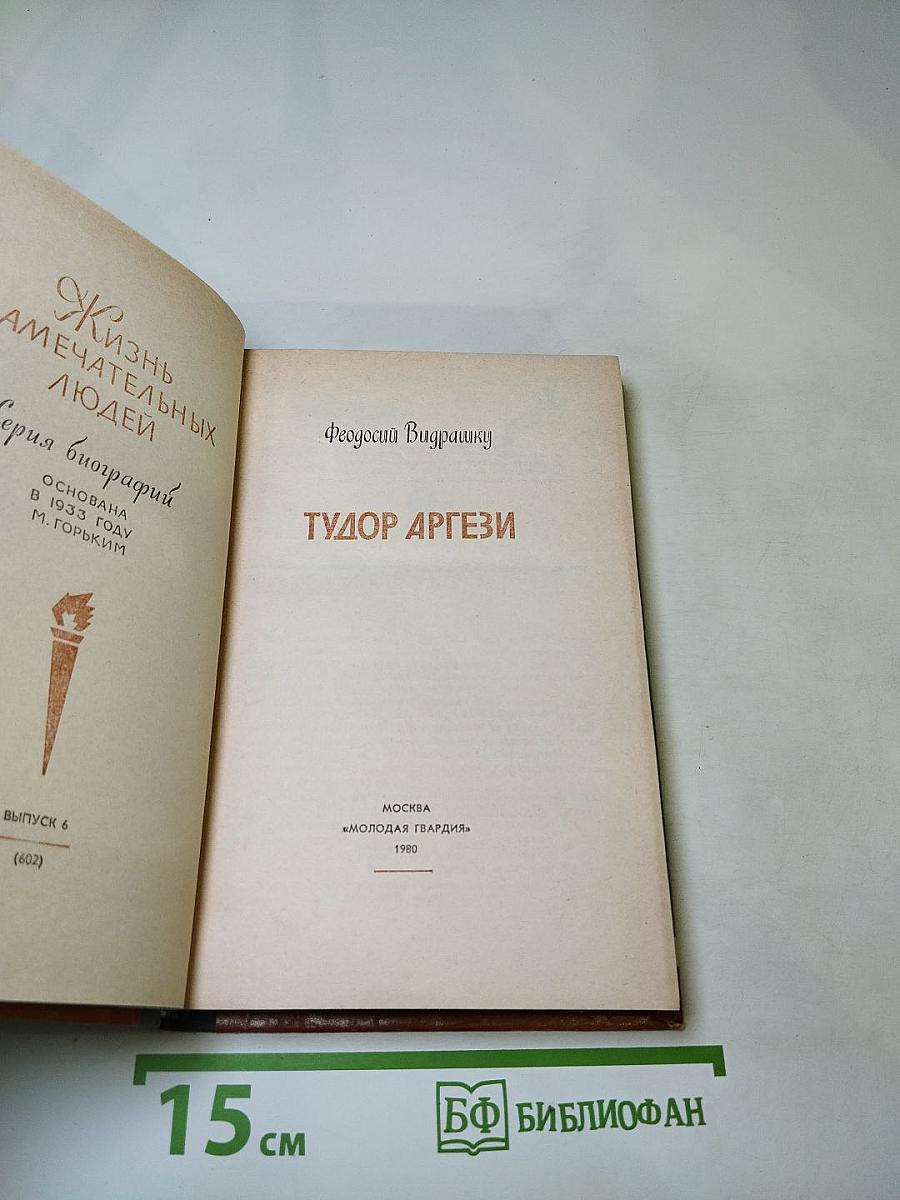 Жизнь
амечательных
людей
Серия биографий
ОСНОВАНА
В 1933 ГОДУ
М. ГОРЬКИМ
ВЫПУСК 6
(602)
Феодосий Видрашку
ТУДОР АРГЕЗИ
МОСКВА
«МОЛОДАЯ ГВАРДИЯ»
1980
15 см
БФ БИБЛИОФАН